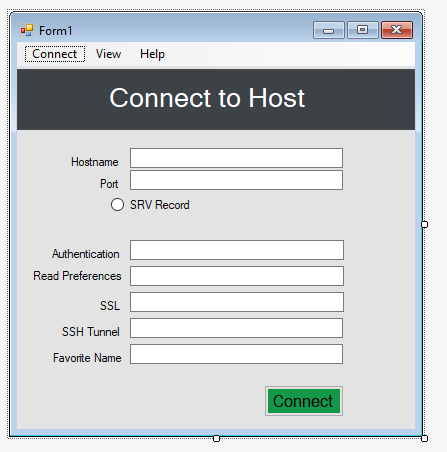 Form1
Connect View Help
Connect to Host
Hostname
Port
SRV Record
Authentication
Read Preferences
SSL
SSH Tunnel
Favorite Name
Connect